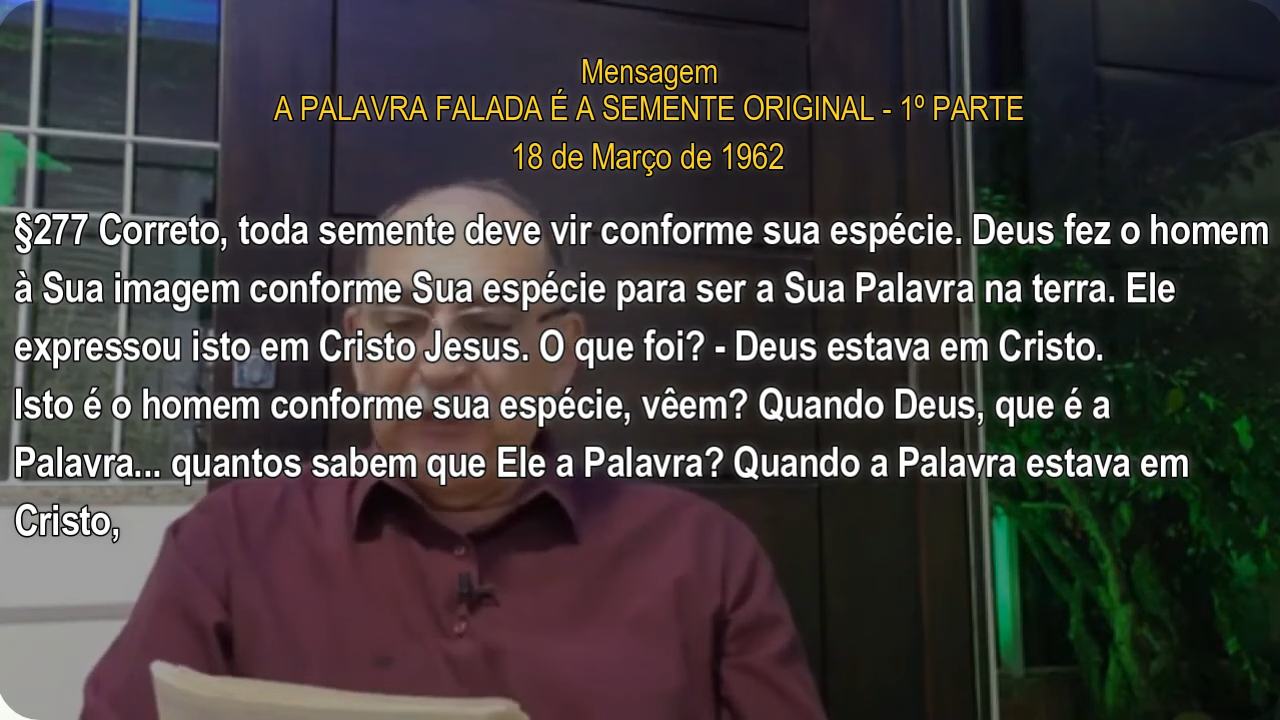 Mensagem
A PALAVRA FALADA É A SEMENTE ORIGINAL - 1º PARTE
18 de Março de 1962
§277 Correto, toda semente deve vir conforme sua espécie. Deus fez o homem
à Sua imagem conforme Sua espécie para ser a Sua Palavra na terra. Ele
expressou isto em Cristo Jesus. O que foi? - Deus estava em Cristo.
Isto é o homem conforme sua espécie, vêem? Quando Deus, que é a
Palavra... quantos sabem que Ele a Palavra? Quando a Palavra estava em
Cristo,